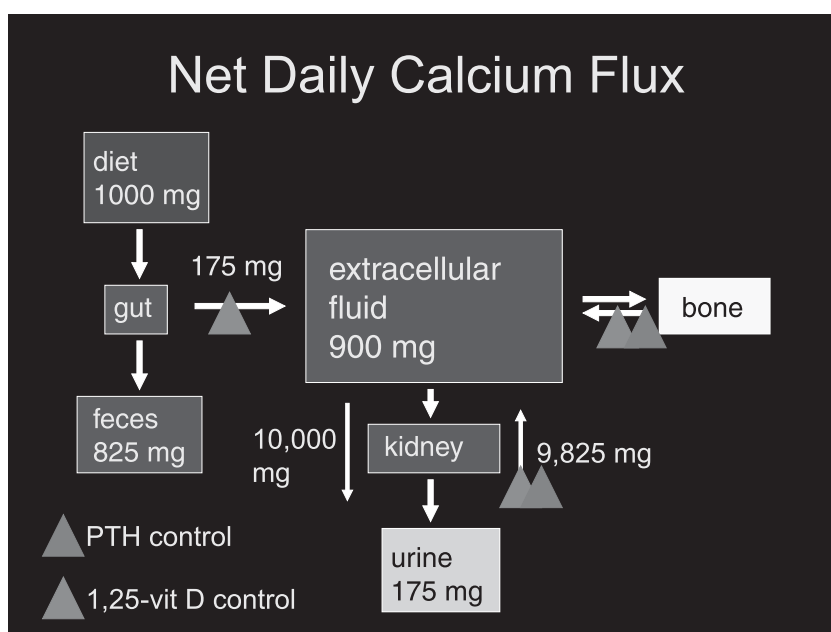 Net Daily Calcium Flux
diet
1000 mg
175 mg
gut
extracellular
fluid
900 mg
bone
feces
825 mg
10,000
mg
kidney
9,825 mg
PTH control
urine
175 mg
1,25-vit D control